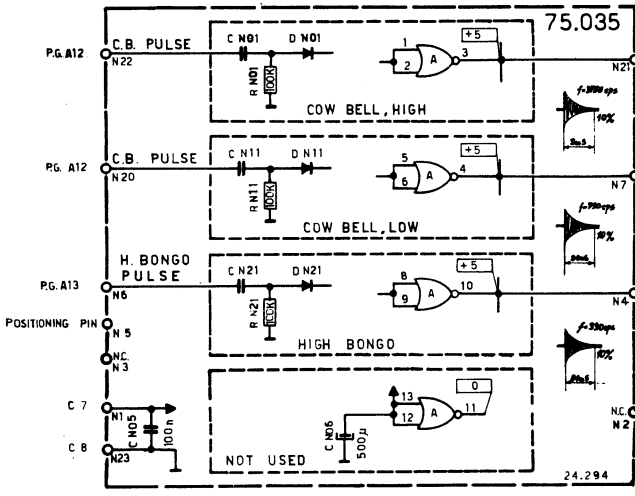 75.035
P.G. A12
C.B. PULSE
N22
C N01
D N01
R N01
100K
1
2
A
3
+5
N21
COW BELL, HIGH
10%
P.G. A12
C.B. PULSE
N20
C N11
D N11
R N11
100K
5
6
A
4
+5
N7
COW BELL, LOW
10%
H. BONGO
PULSE
P.G. A13
N6
C N21
D N21
R N21
100K
8
9
A
10
+5
N4
HIGH BONGO
10%
POSITIONING PIN
N5
N.C.
N3
C 7
N1
C N05
100n
C 8
N23
C N06
500µ
13
12
A
11
0
NOT USED
N.C.
N2
24.294